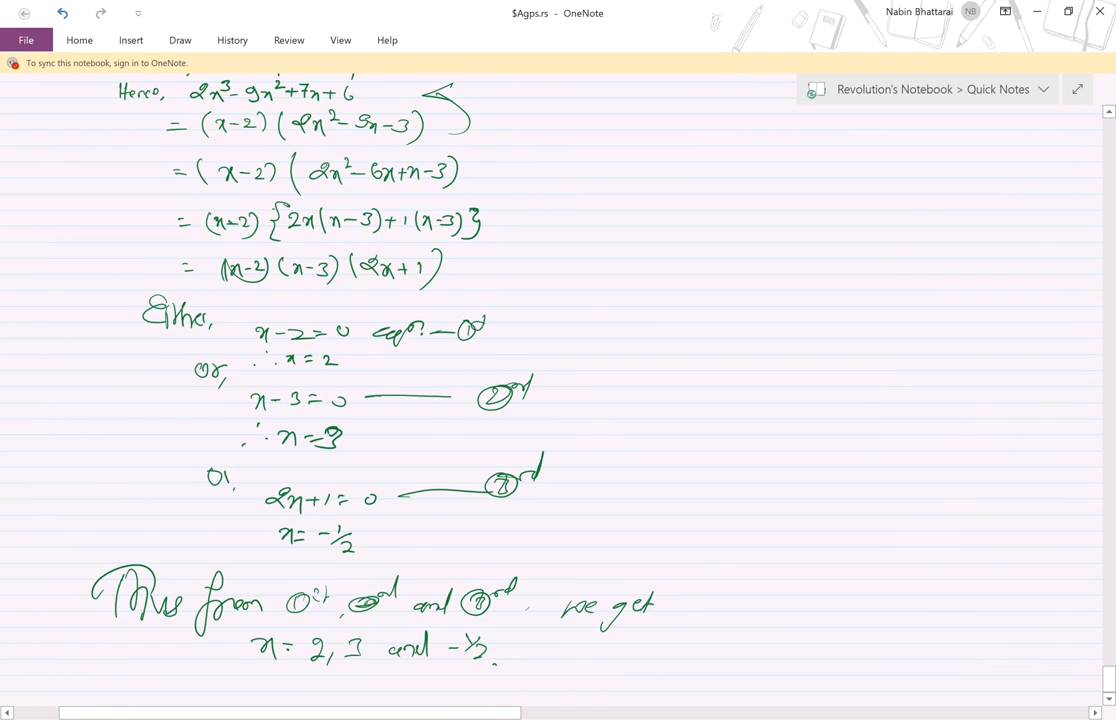 $Agps.rs - OneNote
Nabin Bhattarai NB
File Home Insert Draw History Review View Help
To sync this notebook, sign in to OneNote.
Revolution's Notebook > Quick Notes
Hence, 2x³-9x²+7x+6
= (x-2) (2x²-5x-3)
= (x-2) (2x²-6x+x-3)
= (x-2) {2x(x-3)+1(x-3)}
= (x-2) (x-3) (2x+1)
Either,
x-2=0 eqn — 1st
∴ x=2
Or,
x-3=0 — 2nd
∴ x=3
Or,
2x+1=0 — 3rd
x= -1/2
Thus from 1st, 2nd and 3rd, we get
x= 2, 3 and -1/2.